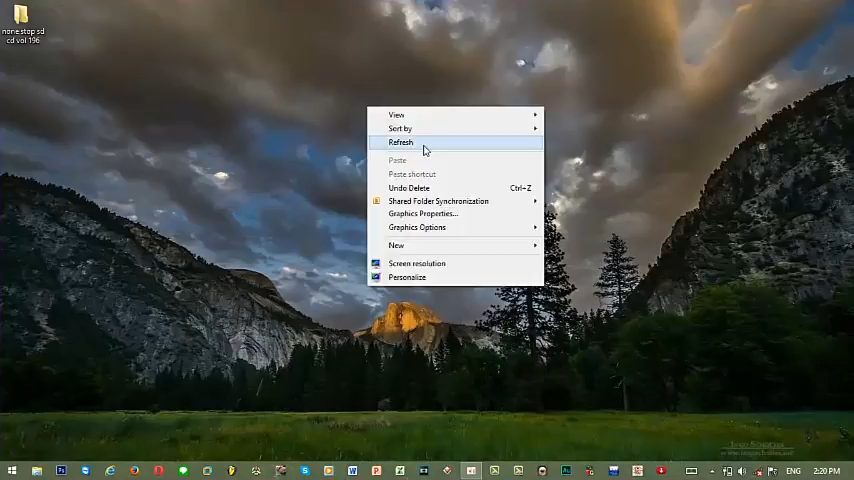 none stop sd
cd vol 196
View
Sort by
Refresh
Paste
Paste shortcut
Undo Delete Ctrl+Z
Shared Folder Synchronization
Graphics Properties...
Graphics Options
New
Screen resolution
Personalize
ENG 2:20 PM